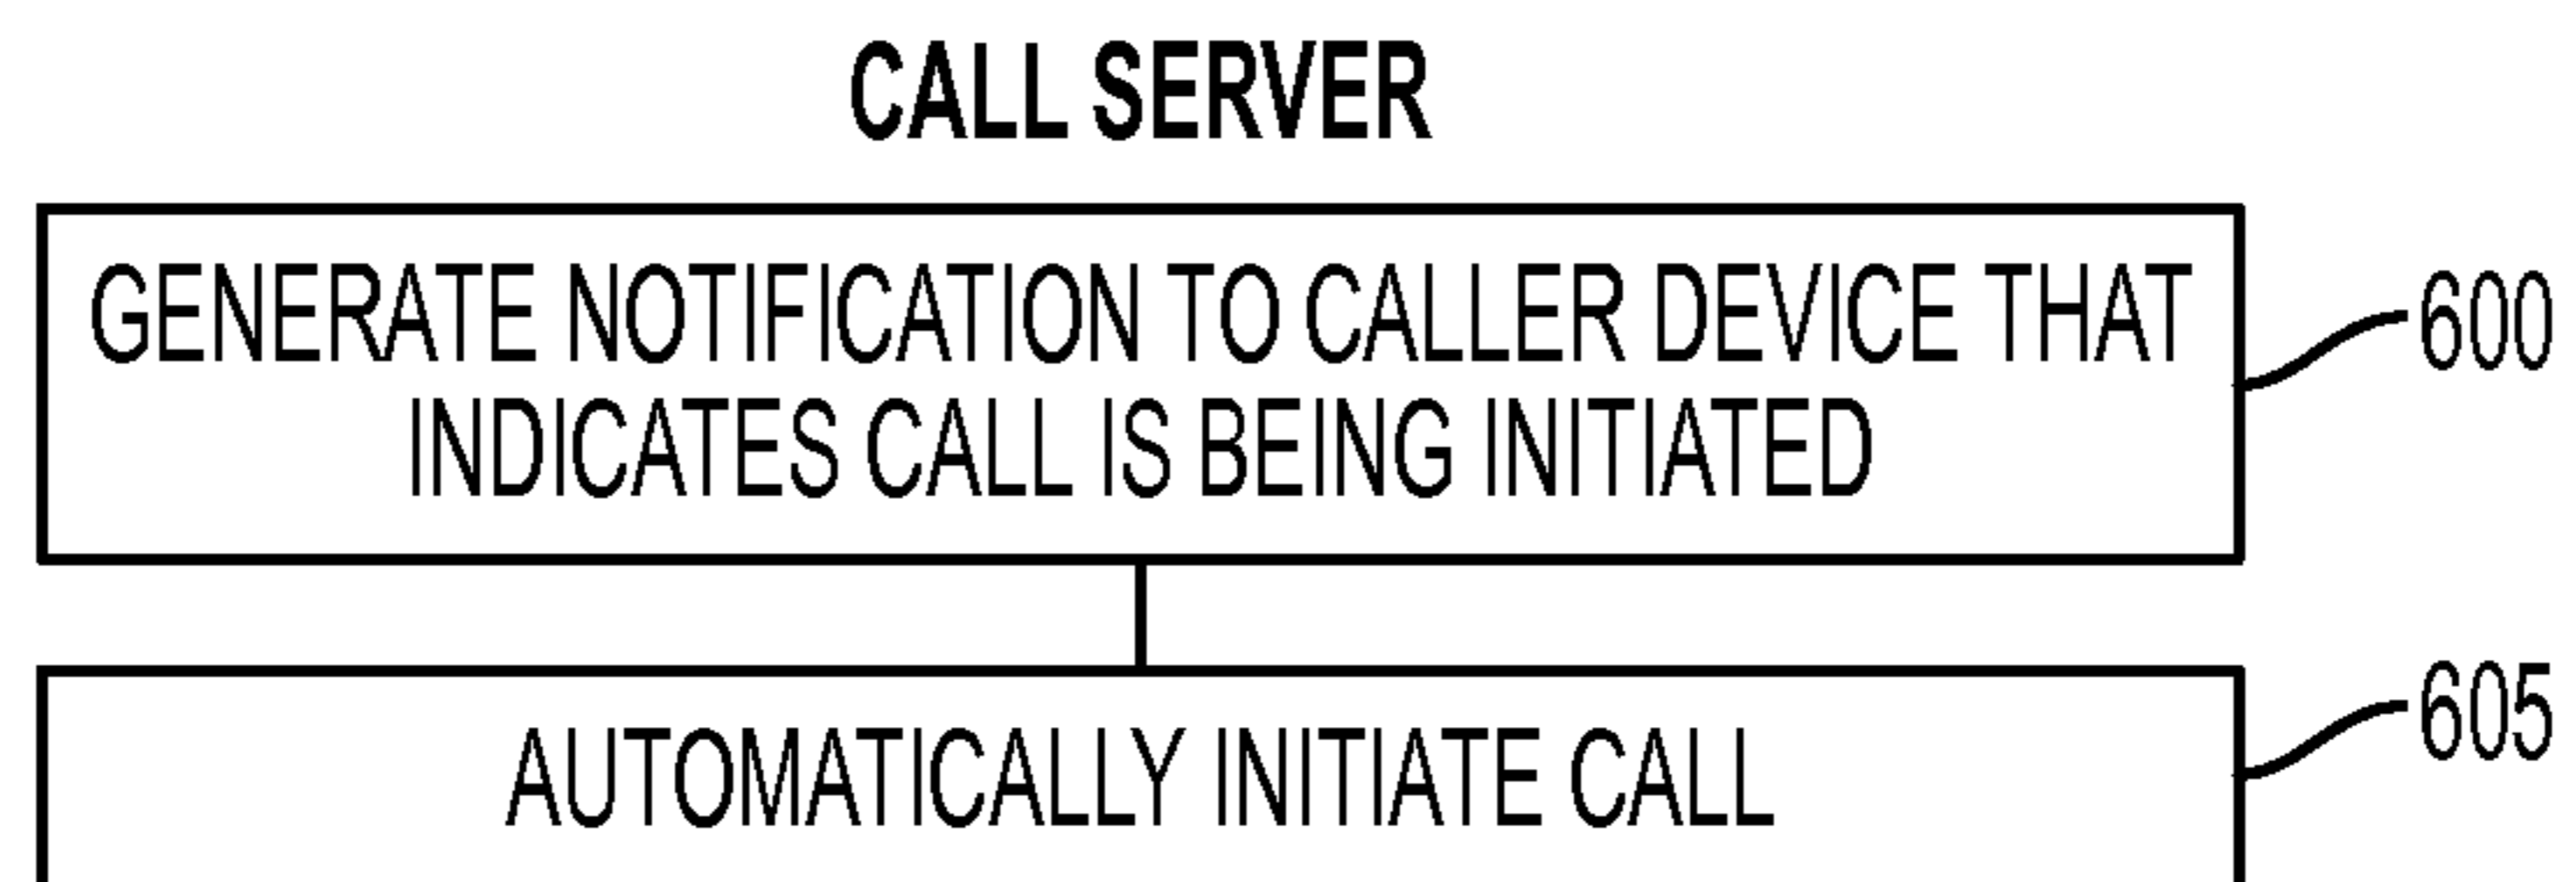 CALL SERVER
GENERATE NOTIFICATION TO CALLER DEVICE THAT
INDICATES CALL IS BEING INITIATED
600
AUTOMATICALLY INITIATE CALL
605